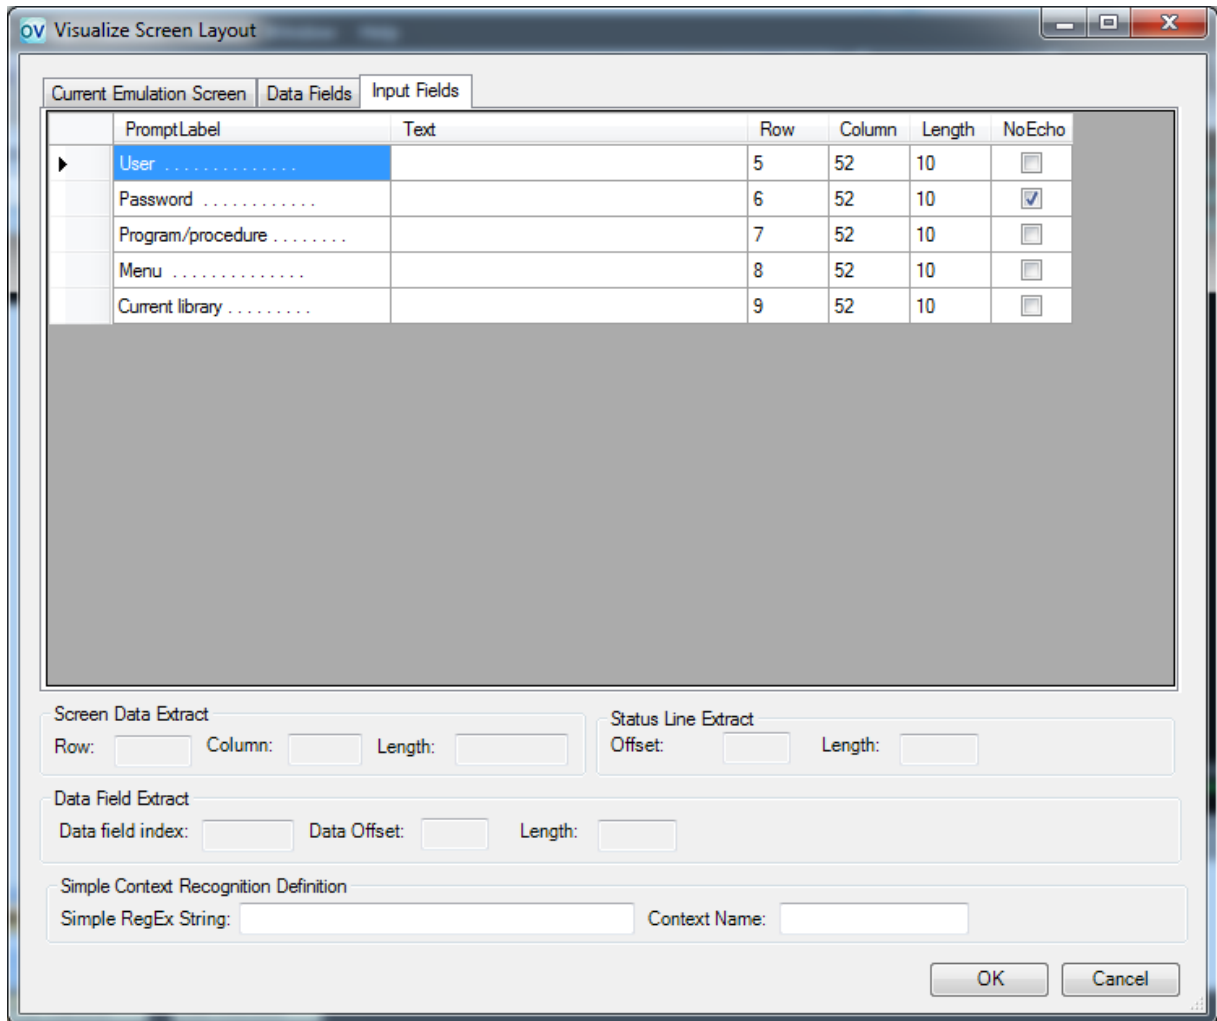 OV Visualize Screen Layout
Current Emulation Screen Data Fields Input Fields
PromptLabel Text Row Column Length NoEcho
User . . . . . . . . . . . . . . 5 52 10
Password . . . . . . . . . . . . 6 52 10
Program/procedure . . . . . . . . 7 52 10
Menu . . . . . . . . . . . . . . 8 52 10
Current library . . . . . . . . . 9 52 10
Screen Data Extract
Row: Column: Length:
Status Line Extract
Offset: Length:
Data Field Extract
Data field index: Data Offset: Length:
Simple Context Recognition Definition
Simple RegEx String: Context Name:
OK Cancel